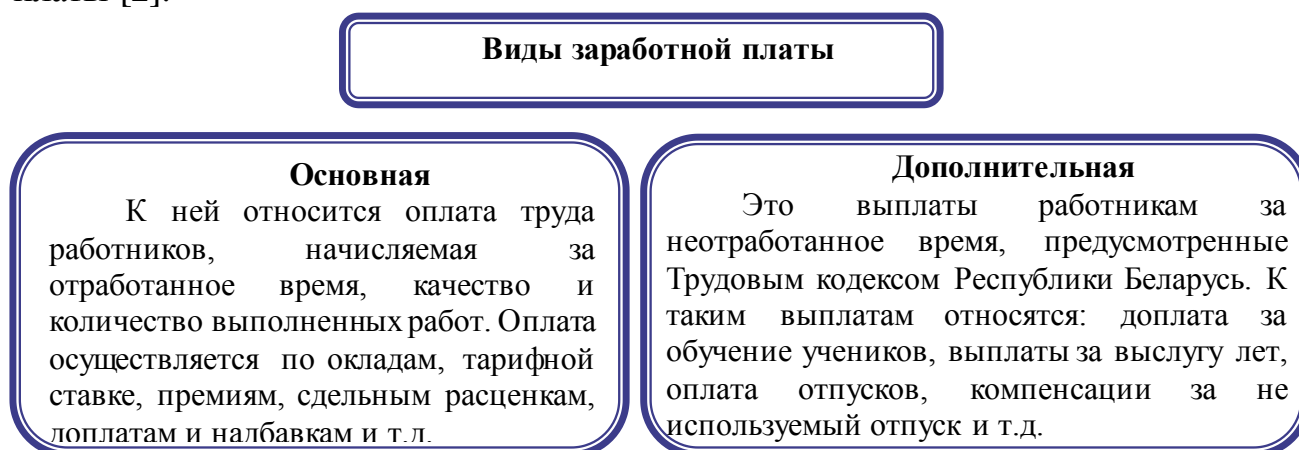 Виды заработной платы
Основная
К ней относится оплата труда
работников, начисляемая за
отработанное время, качество и
количество выполненных работ. Оплата
осуществляется по окладам, тарифной
ставке, премиям, сдельным расценкам,
доплатам и надбавкам и т.д.
Дополнительная
Это выплаты работникам за
неотработанное время, предусмотренные
Трудовым кодексом Республики Беларусь. К
таким выплатам относятся: доплата за
обучение учеников, выплаты за выслугу лет,
оплата отпусков, компенсации за не
используемый отпуск и т.д.